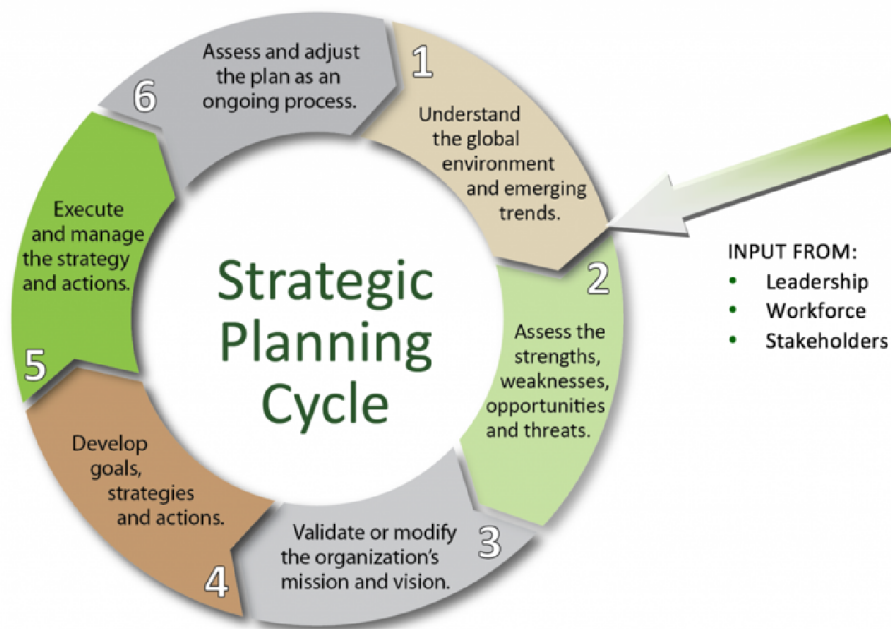 Strategic
Planning
Cycle
1
Understand
the global
environment
and emerging
trends.
2
Assess the
strengths,
weaknesses,
opportunities
and threats.
3
Validate or modify
the organization's
mission and vision.
4
Develop
goals,
strategies
and actions.
5
Execute
and manage
the strategy
and actions.
6
Assess and adjust
the plan as an
ongoing process.
INPUT FROM:
• Leadership
• Workforce
• Stakeholders